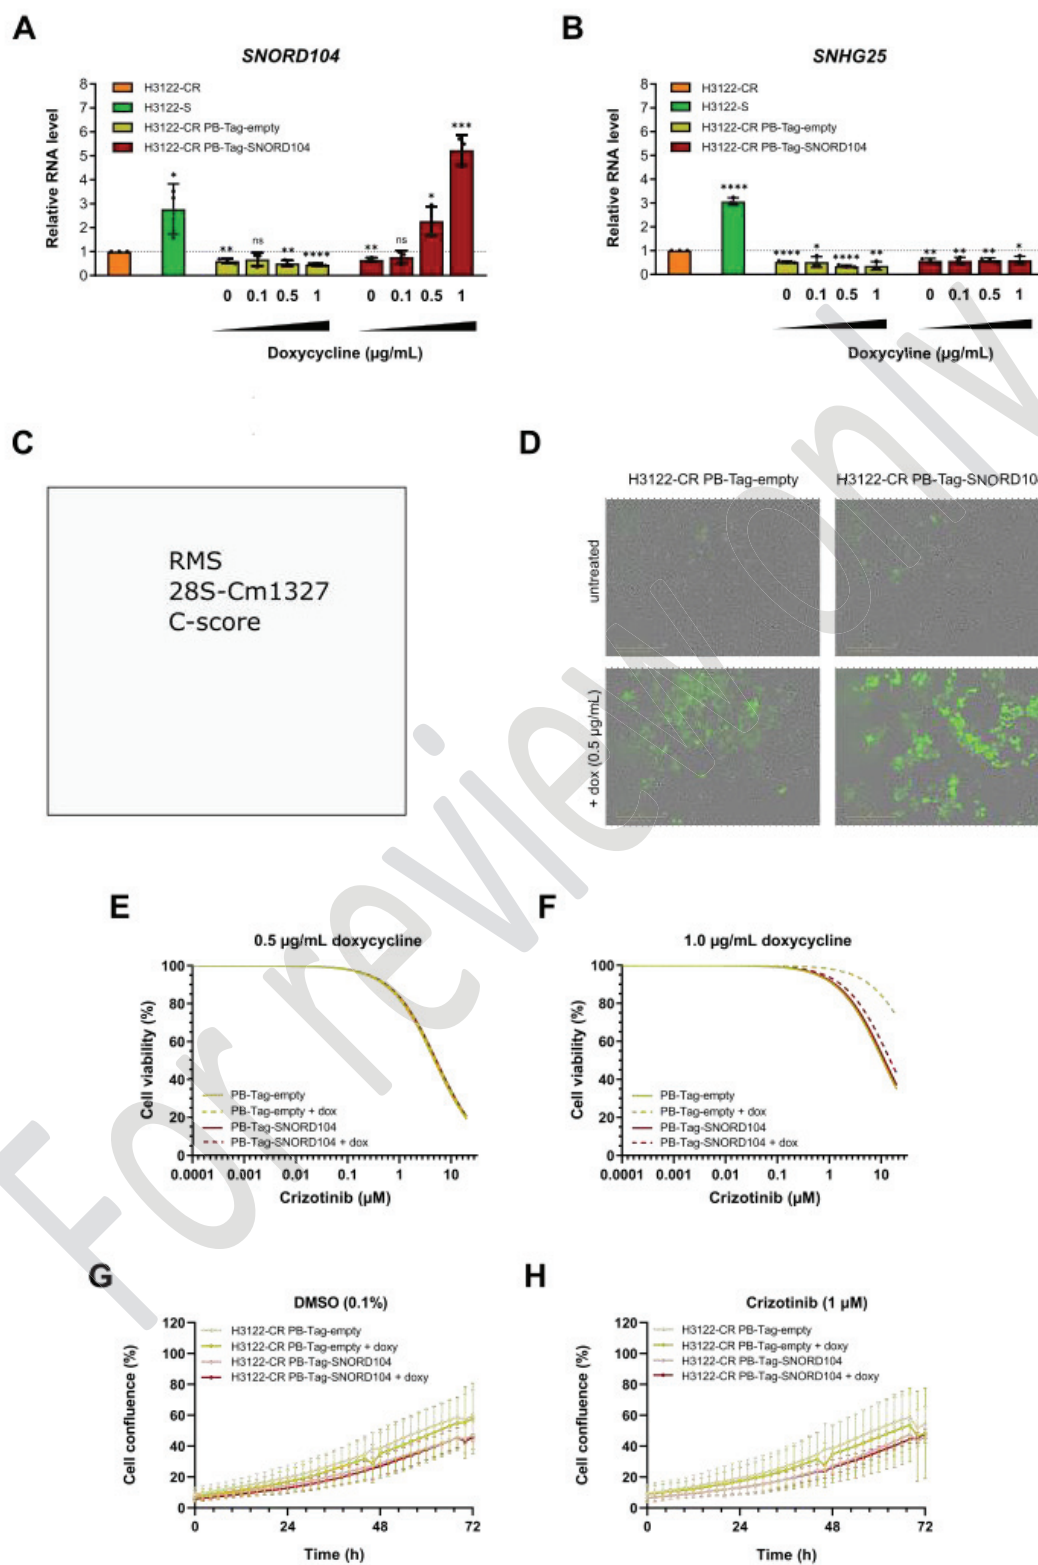 A
SNORD104
Relative RNA level
8
7
6
5
4
3
2
1
0
H3122-CR
H3122-S
H3122-CR PB-Tag-empty
H3122-CR PB-Tag-SNORD104
*
**
ns
**
****
**
ns
*
***
0 0.1 0.5 1 0 0.1 0.5 1
Doxycycline (µg/mL)
B
SNHG25
Relative RNA level
8
7
6
5
4
3
2
1
0
H3122-CR
H3122-S
H3122-CR PB-Tag-empty
H3122-CR PB-Tag-SNORD104
****
****
*
****
**
**
**
**
*
0 0.1 0.5 1 0 0.1 0.5 1
Doxycyline (µg/mL)
C
RMS
28S-Cm1327
C-score
D
H3122-CR PB-Tag-empty H3122-CR PB-Tag-SNORD10
untreated
+ dox (0.5 µg/mL)
E
0.5 µg/mL doxycycline
Cell viability (%)
100
80
60
40
20
0
PB-Tag-empty
PB-Tag-empty + dox
PB-Tag-SNORD104
PB-Tag-SNORD104 + dox
0.0001 0.001 0.01 0.1 1 10
Crizotinib (µM)
F
1.0 µg/mL doxycycline
Cell viability (%)
100
80
60
40
20
0
PB-Tag-empty
PB-Tag-empty + dox
PB-Tag-SNORD104
PB-Tag-SNORD104 + dox
0.0001 0.001 0.01 0.1 1 10
Crizotinib (µM)
G
DMSO (0.1%)
Cell confluence (%)
120
100
80
60
40
20
0
H3122-CR PB-Tag-empty
H3122-CR PB-Tag-empty + doxy
H3122-CR PB-Tag-SNORD104
H3122-CR PB-Tag-SNORD104 + doxy
0 24 48 72
Time (h)
H
Crizotinib (1 µM)
Cell confluence (%)
120
100
80
60
40
20
0
H3122-CR PB-Tag-empty
H3122-CR PB-Tag-empty + doxy
H3122-CR PB-Tag-SNORD104
H3122-CR PB-Tag-SNORD104 + doxy
0 24 48 72
Time (h)
For review only